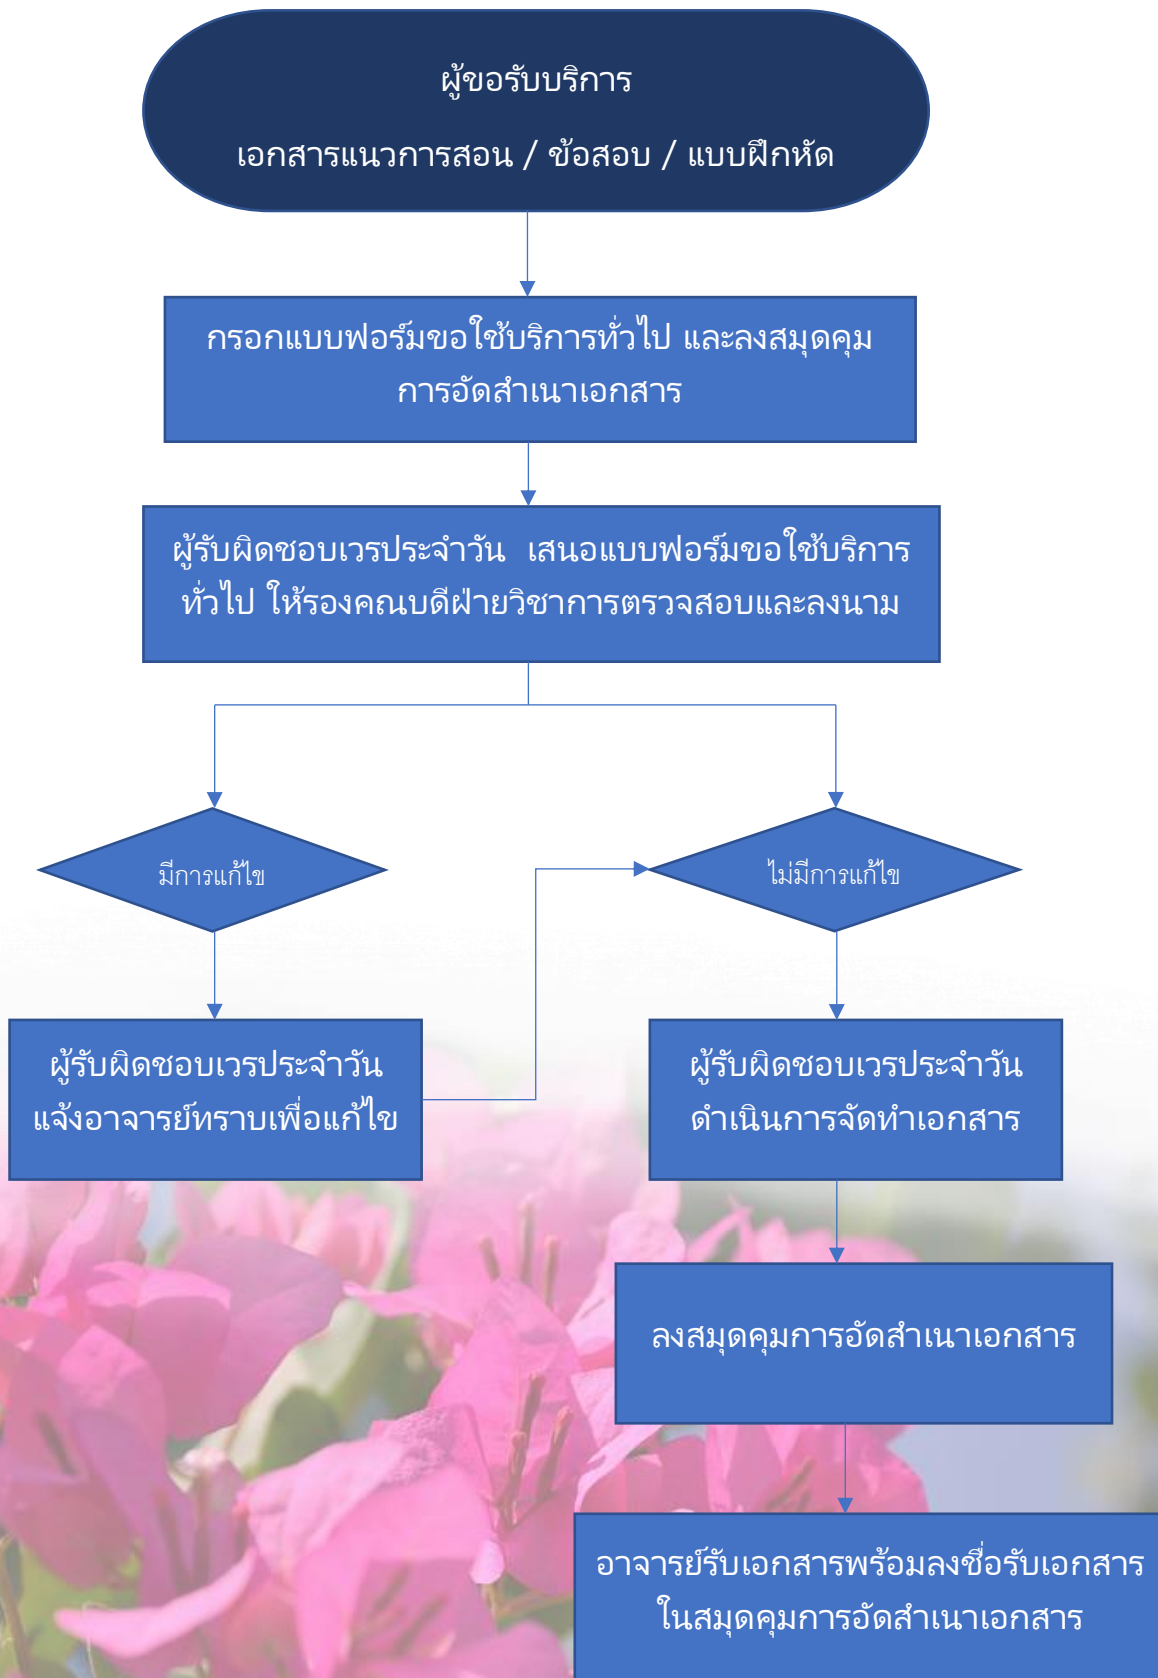 ผู้ขอรับบริการ
เอกสารแนวการสอน / ข้อสอบ / แบบฝึกหัด
กรอกแบบฟอร์มขอใช้บริการทั่วไป และลงสมุดคุม
การอัดสำเนาเอกสาร
ผู้รับผิดชอบเวรประจำวัน เสนอแบบฟอร์มขอใช้บริการ
ทั่วไป ให้รองคณบดีฝ่ายวิชาการตรวจสอบและลงนาม
มีการแก้ไข
ไม่มีการแก้ไข
ผู้รับผิดชอบเวรประจำวัน
แจ้งอาจารย์ทราบเพื่อแก้ไข
ผู้รับผิดชอบเวรประจำวัน
ดำเนินการจัดทำเอกสาร
ลงสมุดคุมการอัดสำเนาเอกสาร
อาจารย์รับเอกสารพร้อมลงชื่อรับเอกสาร
ในสมุดคุมการอัดสำเนาเอกสาร